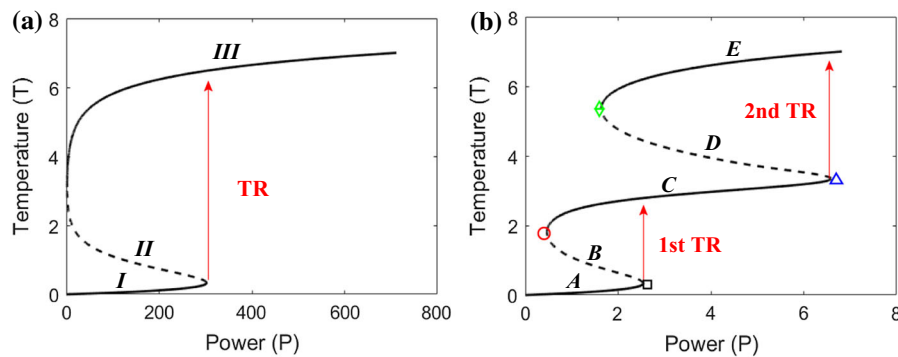 (a)
8
6
4
2
0
Temperature (T)
III
TR
II
I
0
200
400
600
800
Power (P)
(b)
8
6
4
2
0
Temperature (T)
E
2nd TR
D
C
1st TR
B
A
0
2
4
6
8
Power (P)